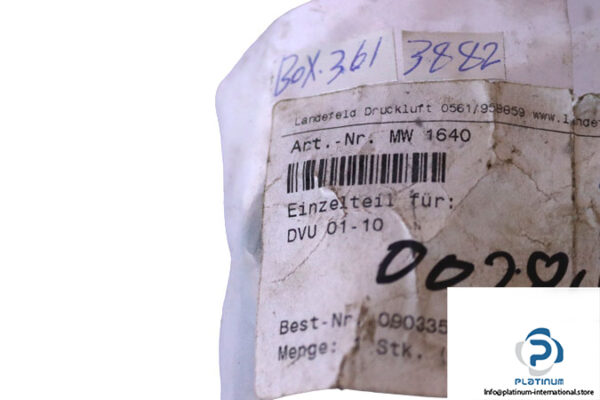 BOX.361
3882
Landefeld Druckluft 0561/958859 www.lande
Art.-Nr. MW 1640
Einzelteil für:
DVU 01-10
Best-Nr. 090335
Menge: 1 Stk.
PLATINUM
Info@platinum-international.store